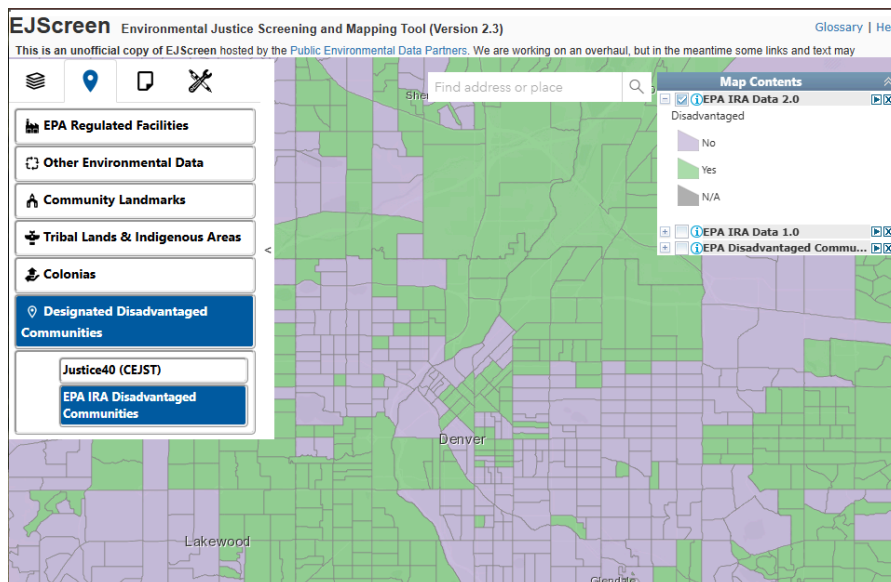 EJScreen Environmental Justice Screening and Mapping Tool (Version 2.3)
Glossary | He
This is an unofficial copy of EJScreen hosted by the Public Environmental Data Partners. We are working on an overhaul, but in the meantime some links and text may
EPA Regulated Facilities
Other Environmental Data
Community Landmarks
Tribal Lands & Indigenous Areas
Colonias
Designated Disadvantaged
Communities
Justice40 (CEJST)
EPA IRA Disadvantaged
Communities
<
She
Find address or place
Map Contents
EPA IRA Data 2.0
Disadvantaged
No
Yes
N/A
EPA IRA Data 1.0
EPA Disadvantaged Commu...
Denver
Lakewood
Glendale